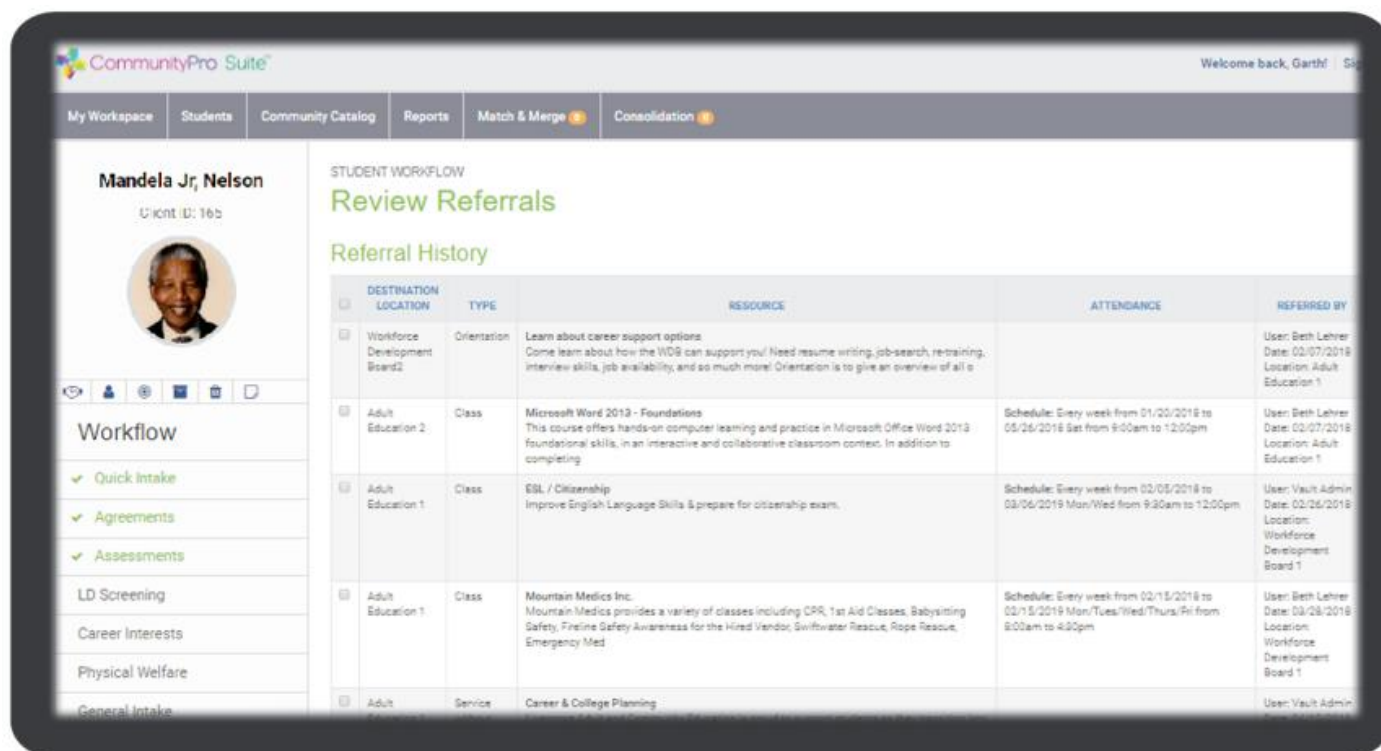 CommunityPro Suite™
Welcome back, Garth!
My Workspace Students Community Catalog Reports Match & Merge Consolidation
Mandela Jr, Nelson
Client ID: 165
Workflow
Quick Intake
Agreements
Assessments
LD Screening
Career Interests
Physical Welfare
General Intake
STUDENT WORKFLOW
Review Referrals
Referral History
DESTINATION LOCATION TYPE RESOURCE ATTENDANCE REFERRED BY
Workforce
Development
Board2
Orientation
Learn about career support options
Come learn about how the WDB can support you! Need resume writing, job-search, re-training,
interview skills, job availability, and so much more! Orientation is to give an overview of all o
User: Beth Lehrer
Date: 02/07/2018
Location: Adult
Education 1
Adult
Education 2
Class
Microsoft Word 2013 - Foundations
This course offers hands-on computer learning and practice in Microsoft Office Word 2013
foundational skills, in an interactive and collaborative classroom context. In addition to
completing
Schedule: Every week from 01/20/2018 to
05/26/2018 Sat from 9:00am to 12:00pm
User: Beth Lehrer
Date: 02/07/2018
Location: Adult
Education 1
Adult
Education 1
Class
ESL / Citizenship
Improve English Language Skills & prepare for citizenship exam.
Schedule: Every week from 02/05/2018 to
03/06/2019 Mon/Wed from 9:30am to 12:00pm
User: Vault Admin
Date: 02/26/2018
Location:
Workforce
Development
Board 1
Adult
Education 1
Class
Mountain Medics Inc.
Mountain Medics provides a variety of classes including CPR, 1st Aid Classes, Babysitting
Safety, Fireline Safety Awareness for the Hired Vendor, Swiftwater Rescue, Rope Rescue,
Emergency Med
Schedule: Every week from 02/15/2018 to
02/15/2019 Mon/Tues/Wed/Thurs/Fri from
8:00am to 4:30pm
User: Beth Lehrer
Date: 03/28/2018
Location:
Workforce
Development
Board 1
Adult
Service
Career & College Planning
User: Vault Admin